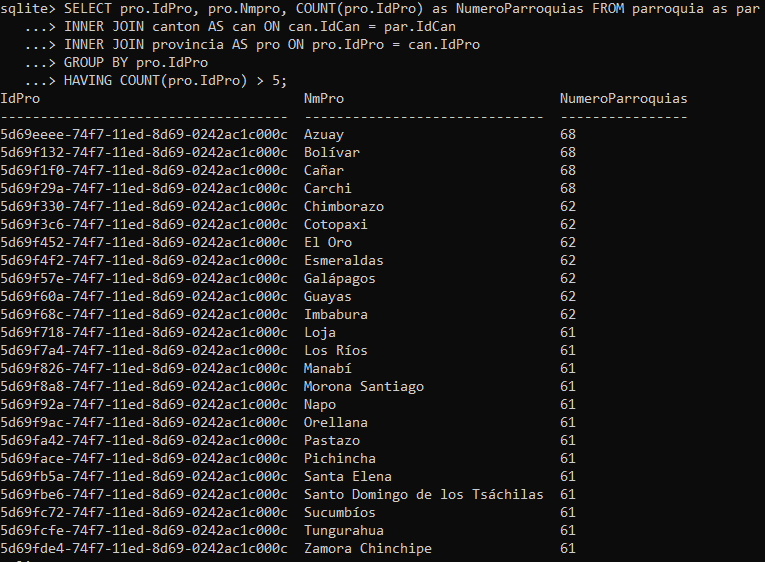 sqlite> SELECT pro.IdPro, pro.Nmpro, COUNT(pro.IdPro) as NumeroParroquias FROM parroquia as par
   ...> INNER JOIN canton AS can ON can.IdCan = par.IdCan
   ...> INNER JOIN provincia AS pro ON pro.IdPro = can.IdPro
   ...> GROUP BY pro.IdPro
   ...> HAVING COUNT(pro.IdPro) > 5;
IdPro                                 NmPro                           NumeroParroquias
------------------------------------  ------------------------------  ----------------
5d69eeee-74f7-11ed-8d69-0242ac1c000c  Azuay                           68
5d69f132-74f7-11ed-8d69-0242ac1c000c  Bolívar                         68
5d69f1f0-74f7-11ed-8d69-0242ac1c000c  Cañar                           68
5d69f29a-74f7-11ed-8d69-0242ac1c000c  Carchi                          68
5d69f330-74f7-11ed-8d69-0242ac1c000c  Chimborazo                      62
5d69f3c6-74f7-11ed-8d69-0242ac1c000c  Cotopaxi                        62
5d69f452-74f7-11ed-8d69-0242ac1c000c  El Oro                          62
5d69f4f2-74f7-11ed-8d69-0242ac1c000c  Esmeraldas                      62
5d69f57e-74f7-11ed-8d69-0242ac1c000c  Galápagos                       62
5d69f60a-74f7-11ed-8d69-0242ac1c000c  Guayas                          62
5d69f68c-74f7-11ed-8d69-0242ac1c000c  Imbabura                        62
5d69f718-74f7-11ed-8d69-0242ac1c000c  Loja                            61
5d69f7a4-74f7-11ed-8d69-0242ac1c000c  Los Ríos                        61
5d69f826-74f7-11ed-8d69-0242ac1c000c  Manabí                          61
5d69f8a8-74f7-11ed-8d69-0242ac1c000c  Morona Santiago                 61
5d69f92a-74f7-11ed-8d69-0242ac1c000c  Napo                            61
5d69f9ac-74f7-11ed-8d69-0242ac1c000c  Orellana                        61
5d69fa42-74f7-11ed-8d69-0242ac1c000c  Pastazo                         61
5d69face-74f7-11ed-8d69-0242ac1c000c  Pichincha                       61
5d69fb5a-74f7-11ed-8d69-0242ac1c000c  Santa Elena                     61
5d69fbe6-74f7-11ed-8d69-0242ac1c000c  Santo Domingo de los Tsáchilas  61
5d69fc72-74f7-11ed-8d69-0242ac1c000c  Sucumbíos                       61
5d69fcfe-74f7-11ed-8d69-0242ac1c000c  Tungurahua                      61
5d69fde4-74f7-11ed-8d69-0242ac1c000c  Zamora Chinchipe                61